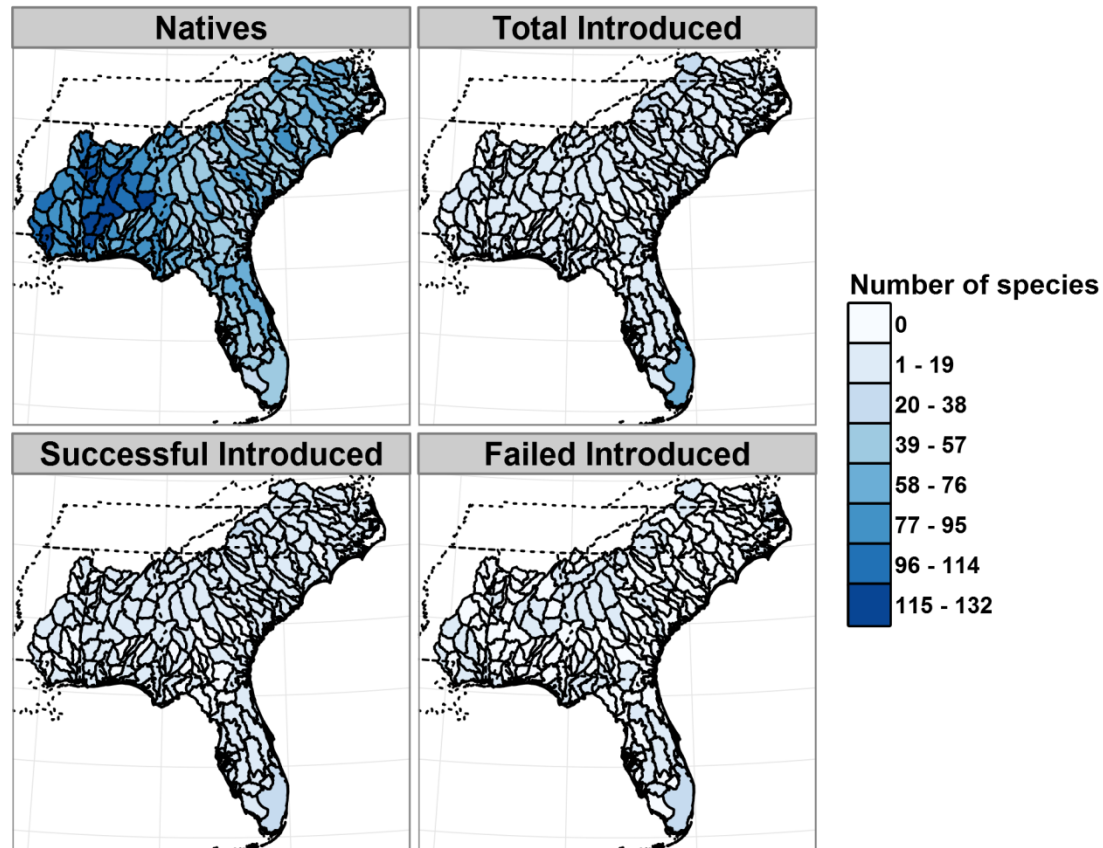 Natives
Total Introduced
Successful Introduced
Failed Introduced
Number of species
0
1 - 19
20 - 38
39 - 57
58 - 76
77 - 95
96 - 114
115 - 132